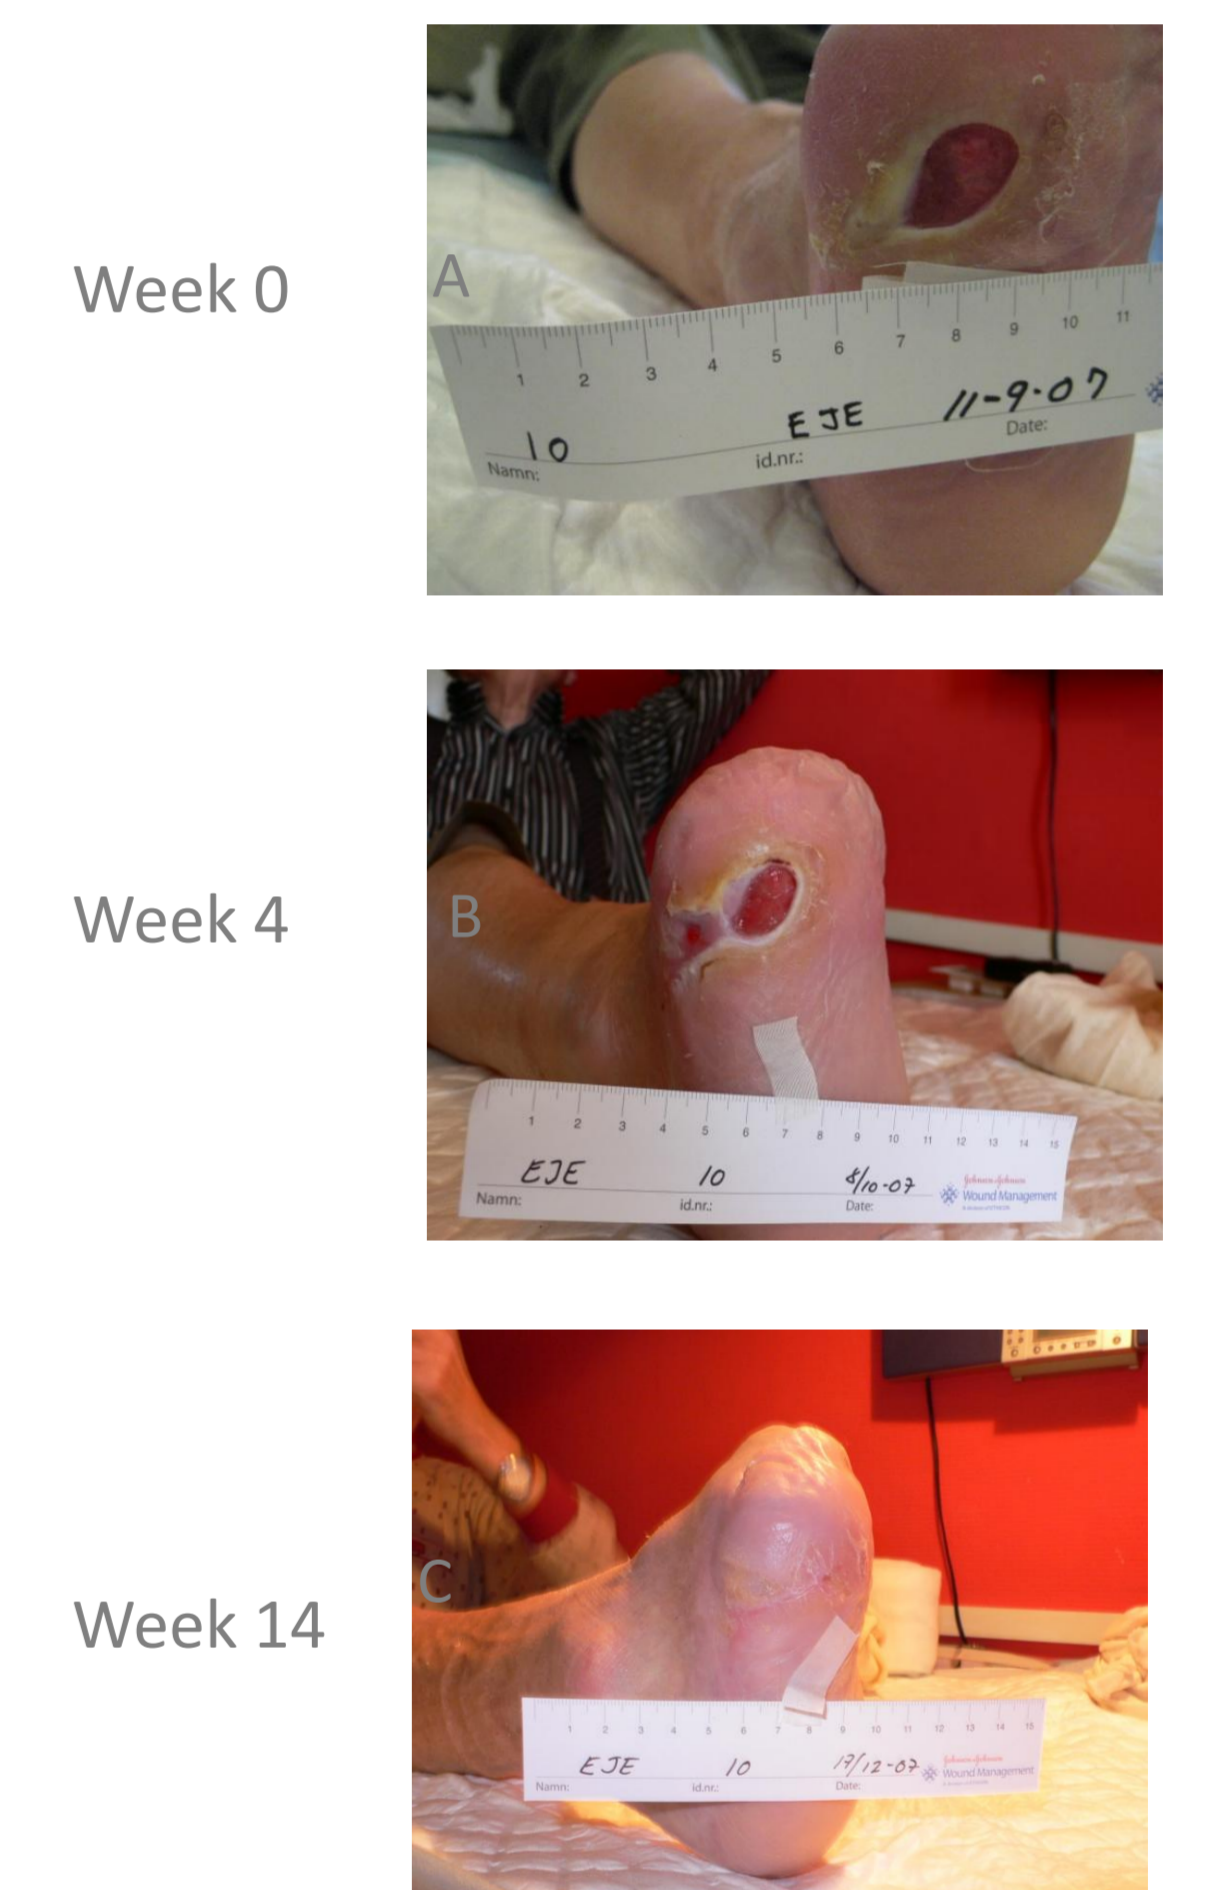 Week 0
A
1 2 3 4 5 6 7 8 9 10 11
10 EJE 11-9-07
Namn: id.nr.: Date:
Week 4
B
1 2 3 4 5 6 7 8 9 10 11 12 13 14 15
EJE 10 8/10-07
Namn: id.nr.: Date:
Johnson & Johnson
Wound Management
Week 14
C
1 2 3 4 5 6 7 8 9 10 11 12 13 14 15
EJE 10 17/12-07
Namn: id.nr.: Date:
Johnson & Johnson
Wound Management